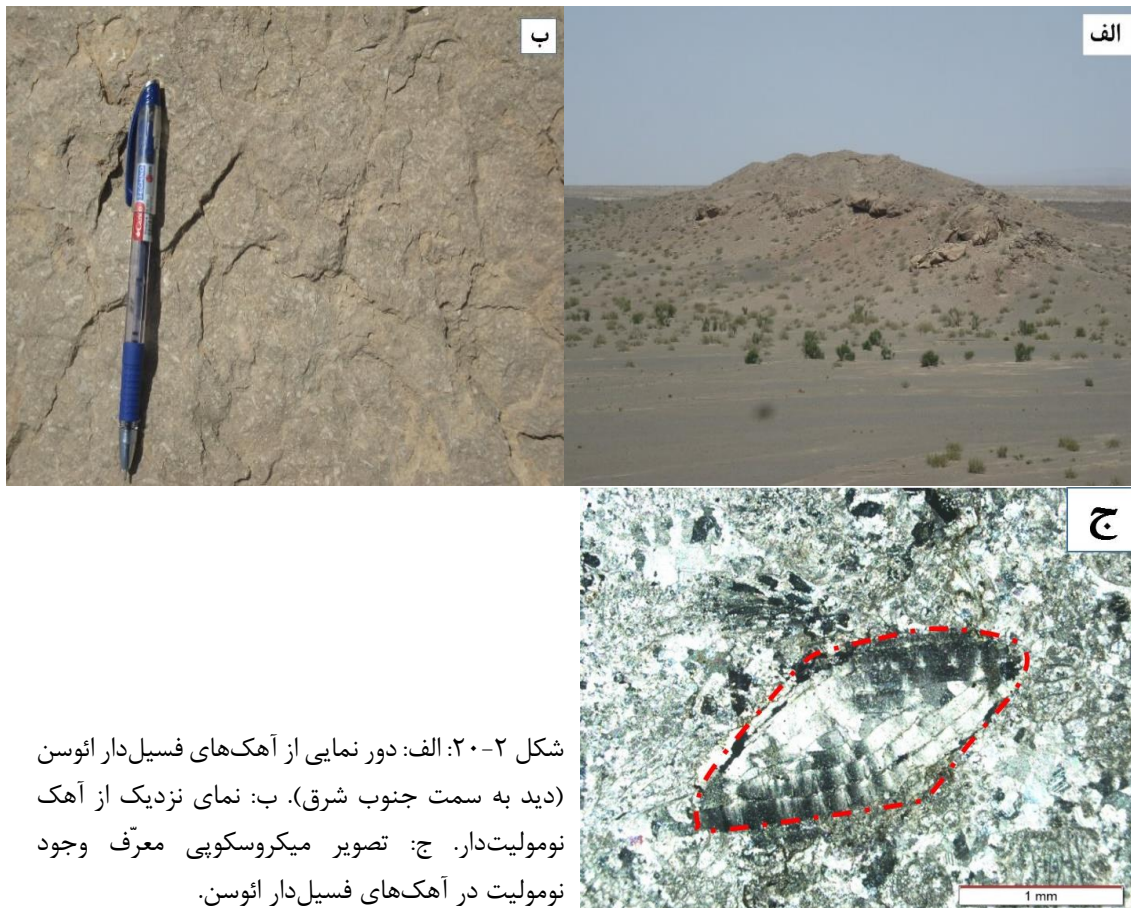 الف
ب
ج
1 mm
شکل ۲-۲۰: الف: دور نمایی از آهک‌های فسیل‌دار ائوسن
(دید به سمت جنوب شرق). ب: نمای نزدیک از آهک
نومولیت‌دار. ج: تصویر میکروسکوپی معرّف وجود
نومولیت در آهک‌های فسیل‌دار ائوسن.